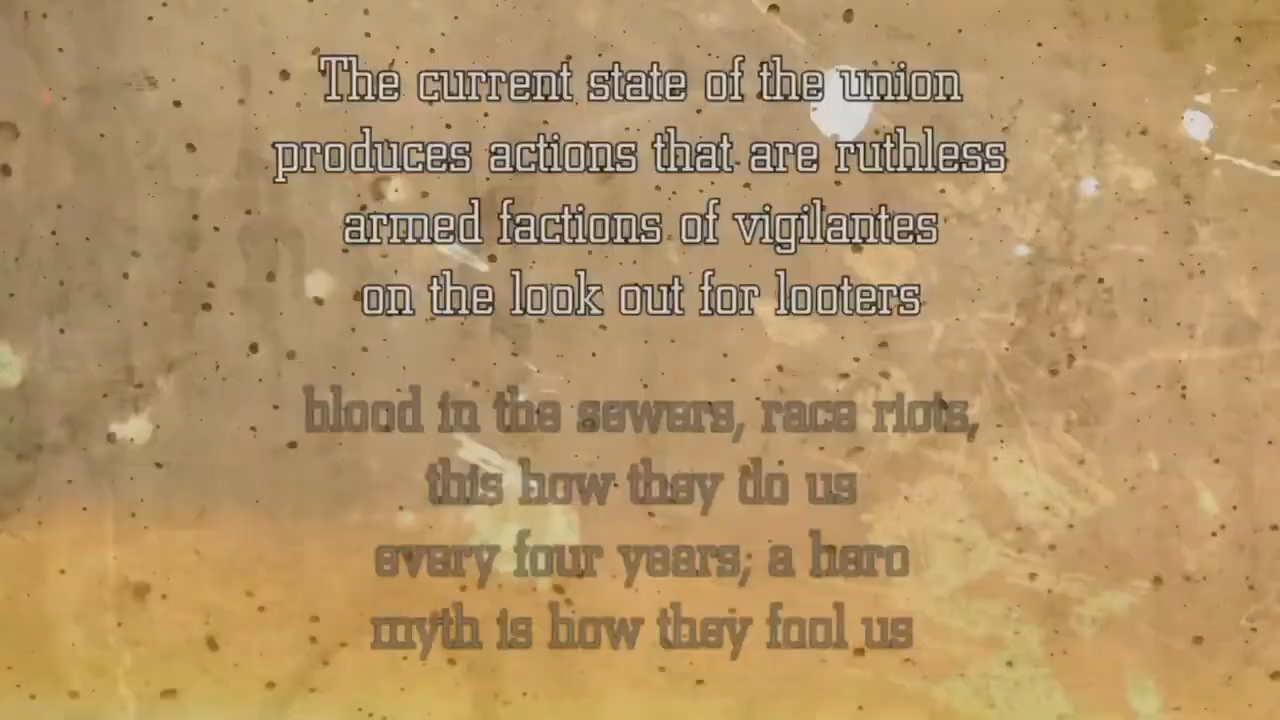 The current state of the union
produces actions that are ruthless
armed factions of vigilantes
on the look out for looters
blood in the sewers, race riots,
this how they do us
every four years; a hero
myth is how they fool us